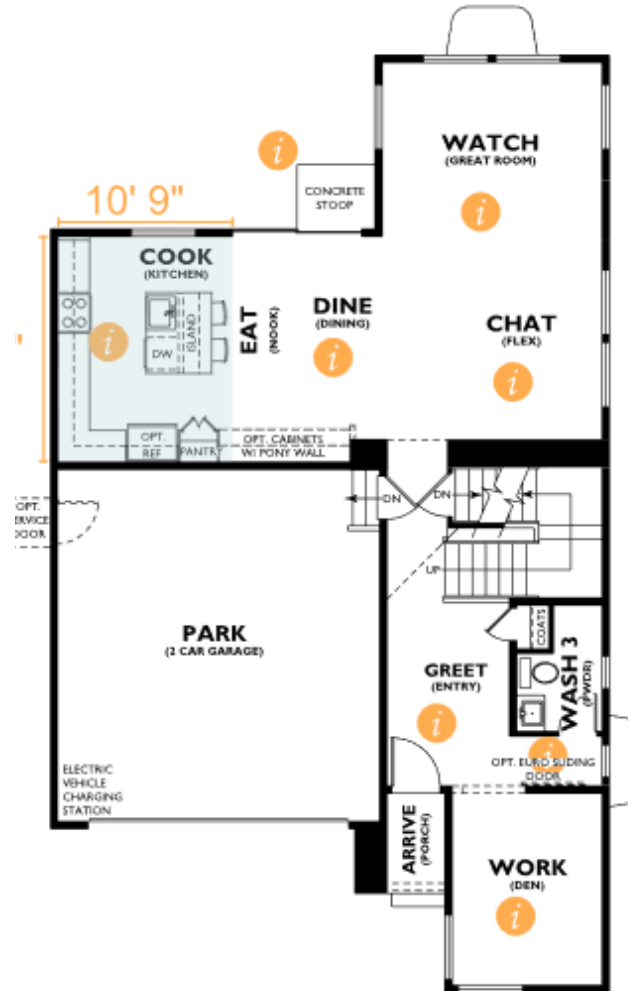 WATCH
(GREAT ROOM)
i
i
CONCRETE
STOOP
i
10' 9"
COOK
(KITCHEN)
EAT
(NOOK)
DINE
(DINING)
i
CHAT
(FLEX)
i
i
ISLAND
DW
OPT.
REF
PANTRY
OPT. CABINETS
W/ PONY WALL
DN
DN
UP
OPT.
SERVICE
DOOR
PARK
(2 CAR GARAGE)
COATS
WASH 3
(PWDR)
GREET
(ENTRY)
i
i
OPT. EURO SLIDING
DOOR
ELECTRIC
VEHICLE
CHARGING
STATION
ARRIVE
(PORCH)
WORK
(DEN)
i